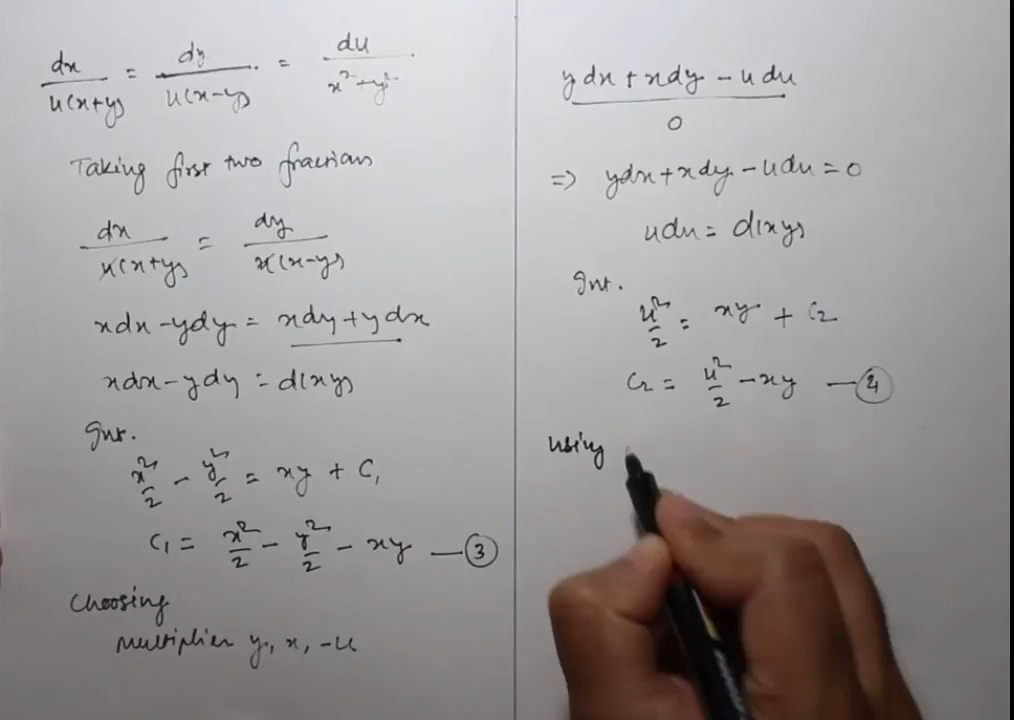 dx/u(x+y) = dy/u(x-y) = du/x²+y²
Taking first two fractions
dx/u(x+y) = dy/u(x-y)
xdx-ydy = xdy+ydx
xdx-ydy = d(xy)
Int.
x²/2 - y²/2 = xy + C₁
C₁ = x²/2 - y²/2 - xy —③
Choosing
multiplier y, x, -u
ydx + xdy - udu/0
=> ydx+xdy-udu=0
udu = d(xy)
Int.
u²/2 = xy + C₂
C₂ = u²/2 - xy —④
using